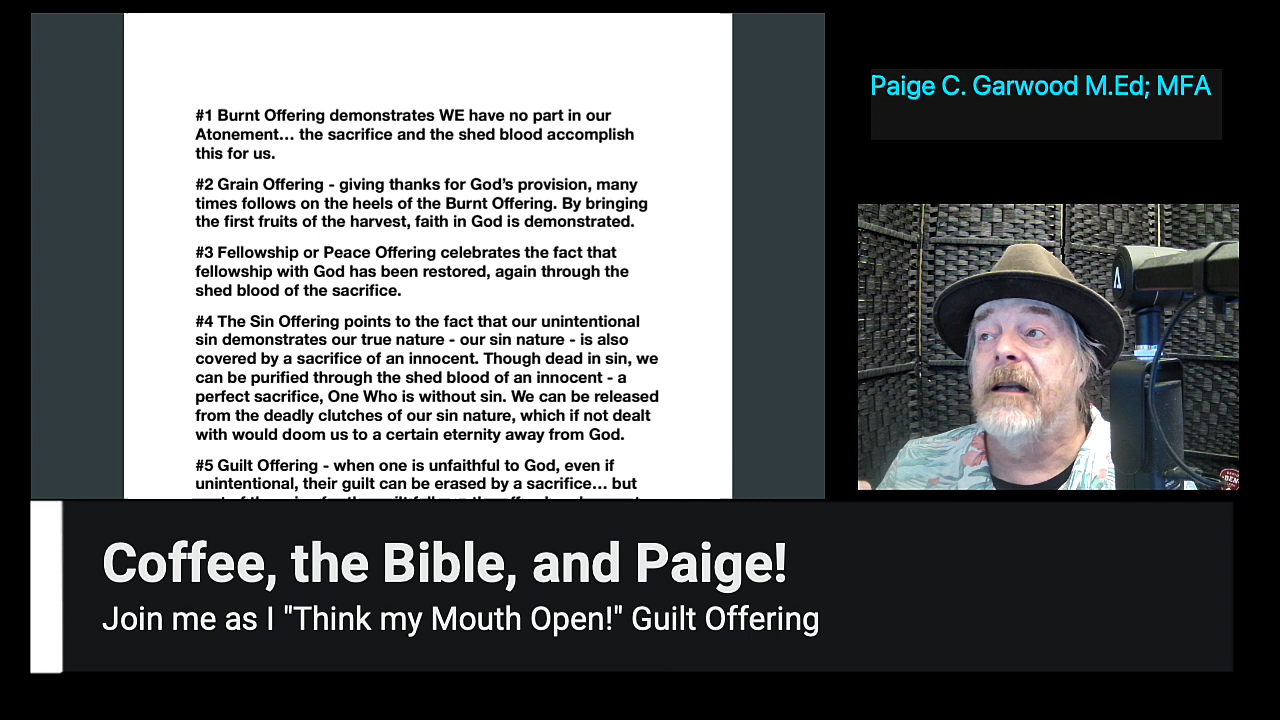 #1 Burnt Offering demonstrates WE have no part in our
Atonement… the sacrifice and the shed blood accomplish
this for us.
#2 Grain Offering - giving thanks for God’s provision, many
times follows on the heels of the Burnt Offering. By bringing
the first fruits of the harvest, faith in God is demonstrated.
#3 Fellowship or Peace Offering celebrates the fact that
fellowship with God has been restored, again through the
shed blood of the sacrifice.
#4 The Sin Offering points to the fact that our unintentional
sin demonstrates our true nature - our sin nature - is also
covered by a sacrifice of an innocent. Though dead in sin, we
can be purified through the shed blood of an innocent - a
perfect sacrifice, One Who is without sin. We can be released
from the deadly clutches of our sin nature, which if not dealt
with would doom us to a certain eternity away from God.
#5 Guilt Offering - when one is unfaithful to God, even if
unintentional, their guilt can be erased by a sacrifice… but
Paige C. Garwood M.Ed; MFA
Coffee, the Bible, and Paige!
Join me as I "Think my Mouth Open!" Guilt Offering